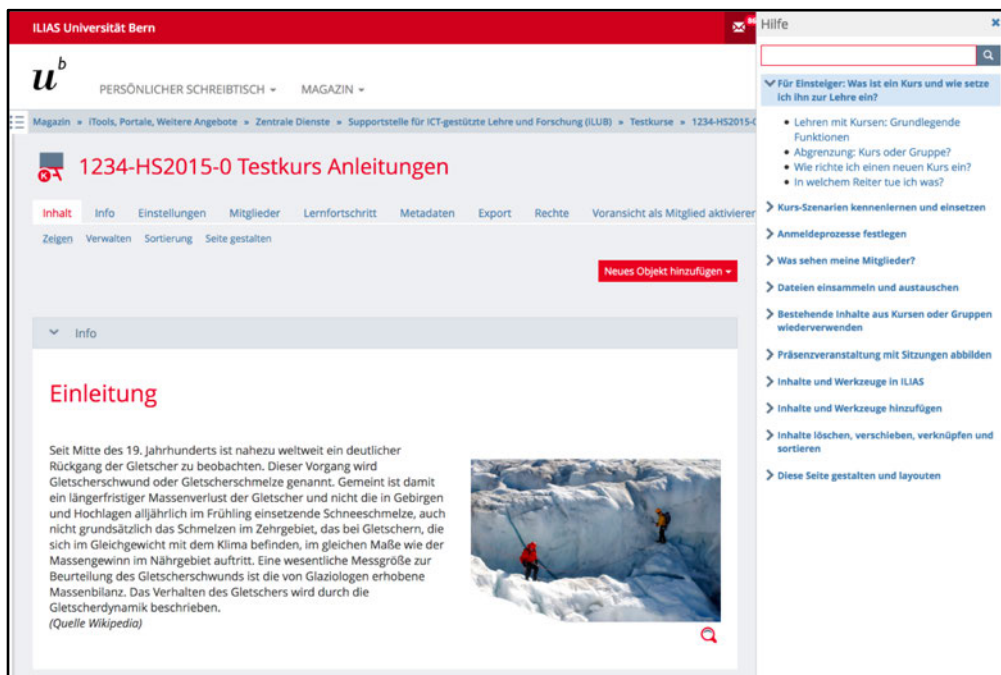 ILIAS Universität Bern
u
b
PERSÖNLICHER SCHREIBTISCH
MAGAZIN
Magazin » iTools, Portale, Weitere Angebote » Zentrale Dienste » Supportstelle für ICT-gestützte Lehre und Forschung (iLUB) » Testkurse » 1234-HS2015-0
1234-HS2015-0 Testkurs Anleitungen
Inhalt Info Einstellungen Mitglieder Lernfortschritt Metadaten Export Rechte Voransicht als Mitglied aktivieren
Zeigen Verwalten Sortierung Seite gestalten
Neues Objekt hinzufügen
Info
Einleitung
Seit Mitte des 19. Jahrhunderts ist nahezu weltweit ein deutlicher
Rückgang der Gletscher zu beobachten. Dieser Vorgang wird
Gletscherschwund oder Gletscherschmelze genannt. Gemeint ist damit
ein längerfristiger Massenverlust der Gletscher und nicht die in Gebirgen
und Hochlagen alljährlich im Frühling einsetzende Schneeschmelze, auch
nicht grundsätzlich das Schmelzen im Zehrgebiet, das bei Gletschern, die
sich im Gleichgewicht mit dem Klima befinden, im gleichen Maße wie der
Massengewinn im Nährgebiet auftritt. Eine wesentliche Messgröße zur
Beurteilung des Gletscherschwunds ist die von Glaziologen erhobene
Massenbilanz. Das Verhalten des Gletschers wird durch die
Gletscherdynamik beschrieben.
(Quelle Wikipedia)
Hilfe
Für Einsteiger: Was ist ein Kurs und wie setze
ich ihn zur Lehre ein?
Lehren mit Kursen: Grundlegende
Funktionen
Abgrenzung: Kurs oder Gruppe?
Wie richte ich einen neuen Kurs ein?
In welchem Reiter tue ich was?
Kurs-Szenarien kennenlernen und einsetzen
Anmeldeprozesse festlegen
Was sehen meine Mitglieder?
Dateien einsammeln und austauschen
Bestehende Inhalte aus Kursen oder Gruppen
wiederverwenden
Präsenzveranstaltung mit Sitzungen abbilden
Inhalte und Werkzeuge in ILIAS
Inhalte und Werkzeuge hinzufügen
Inhalte löschen, verschieben, verknüpfen und
sortieren
Diese Seite gestalten und layouten